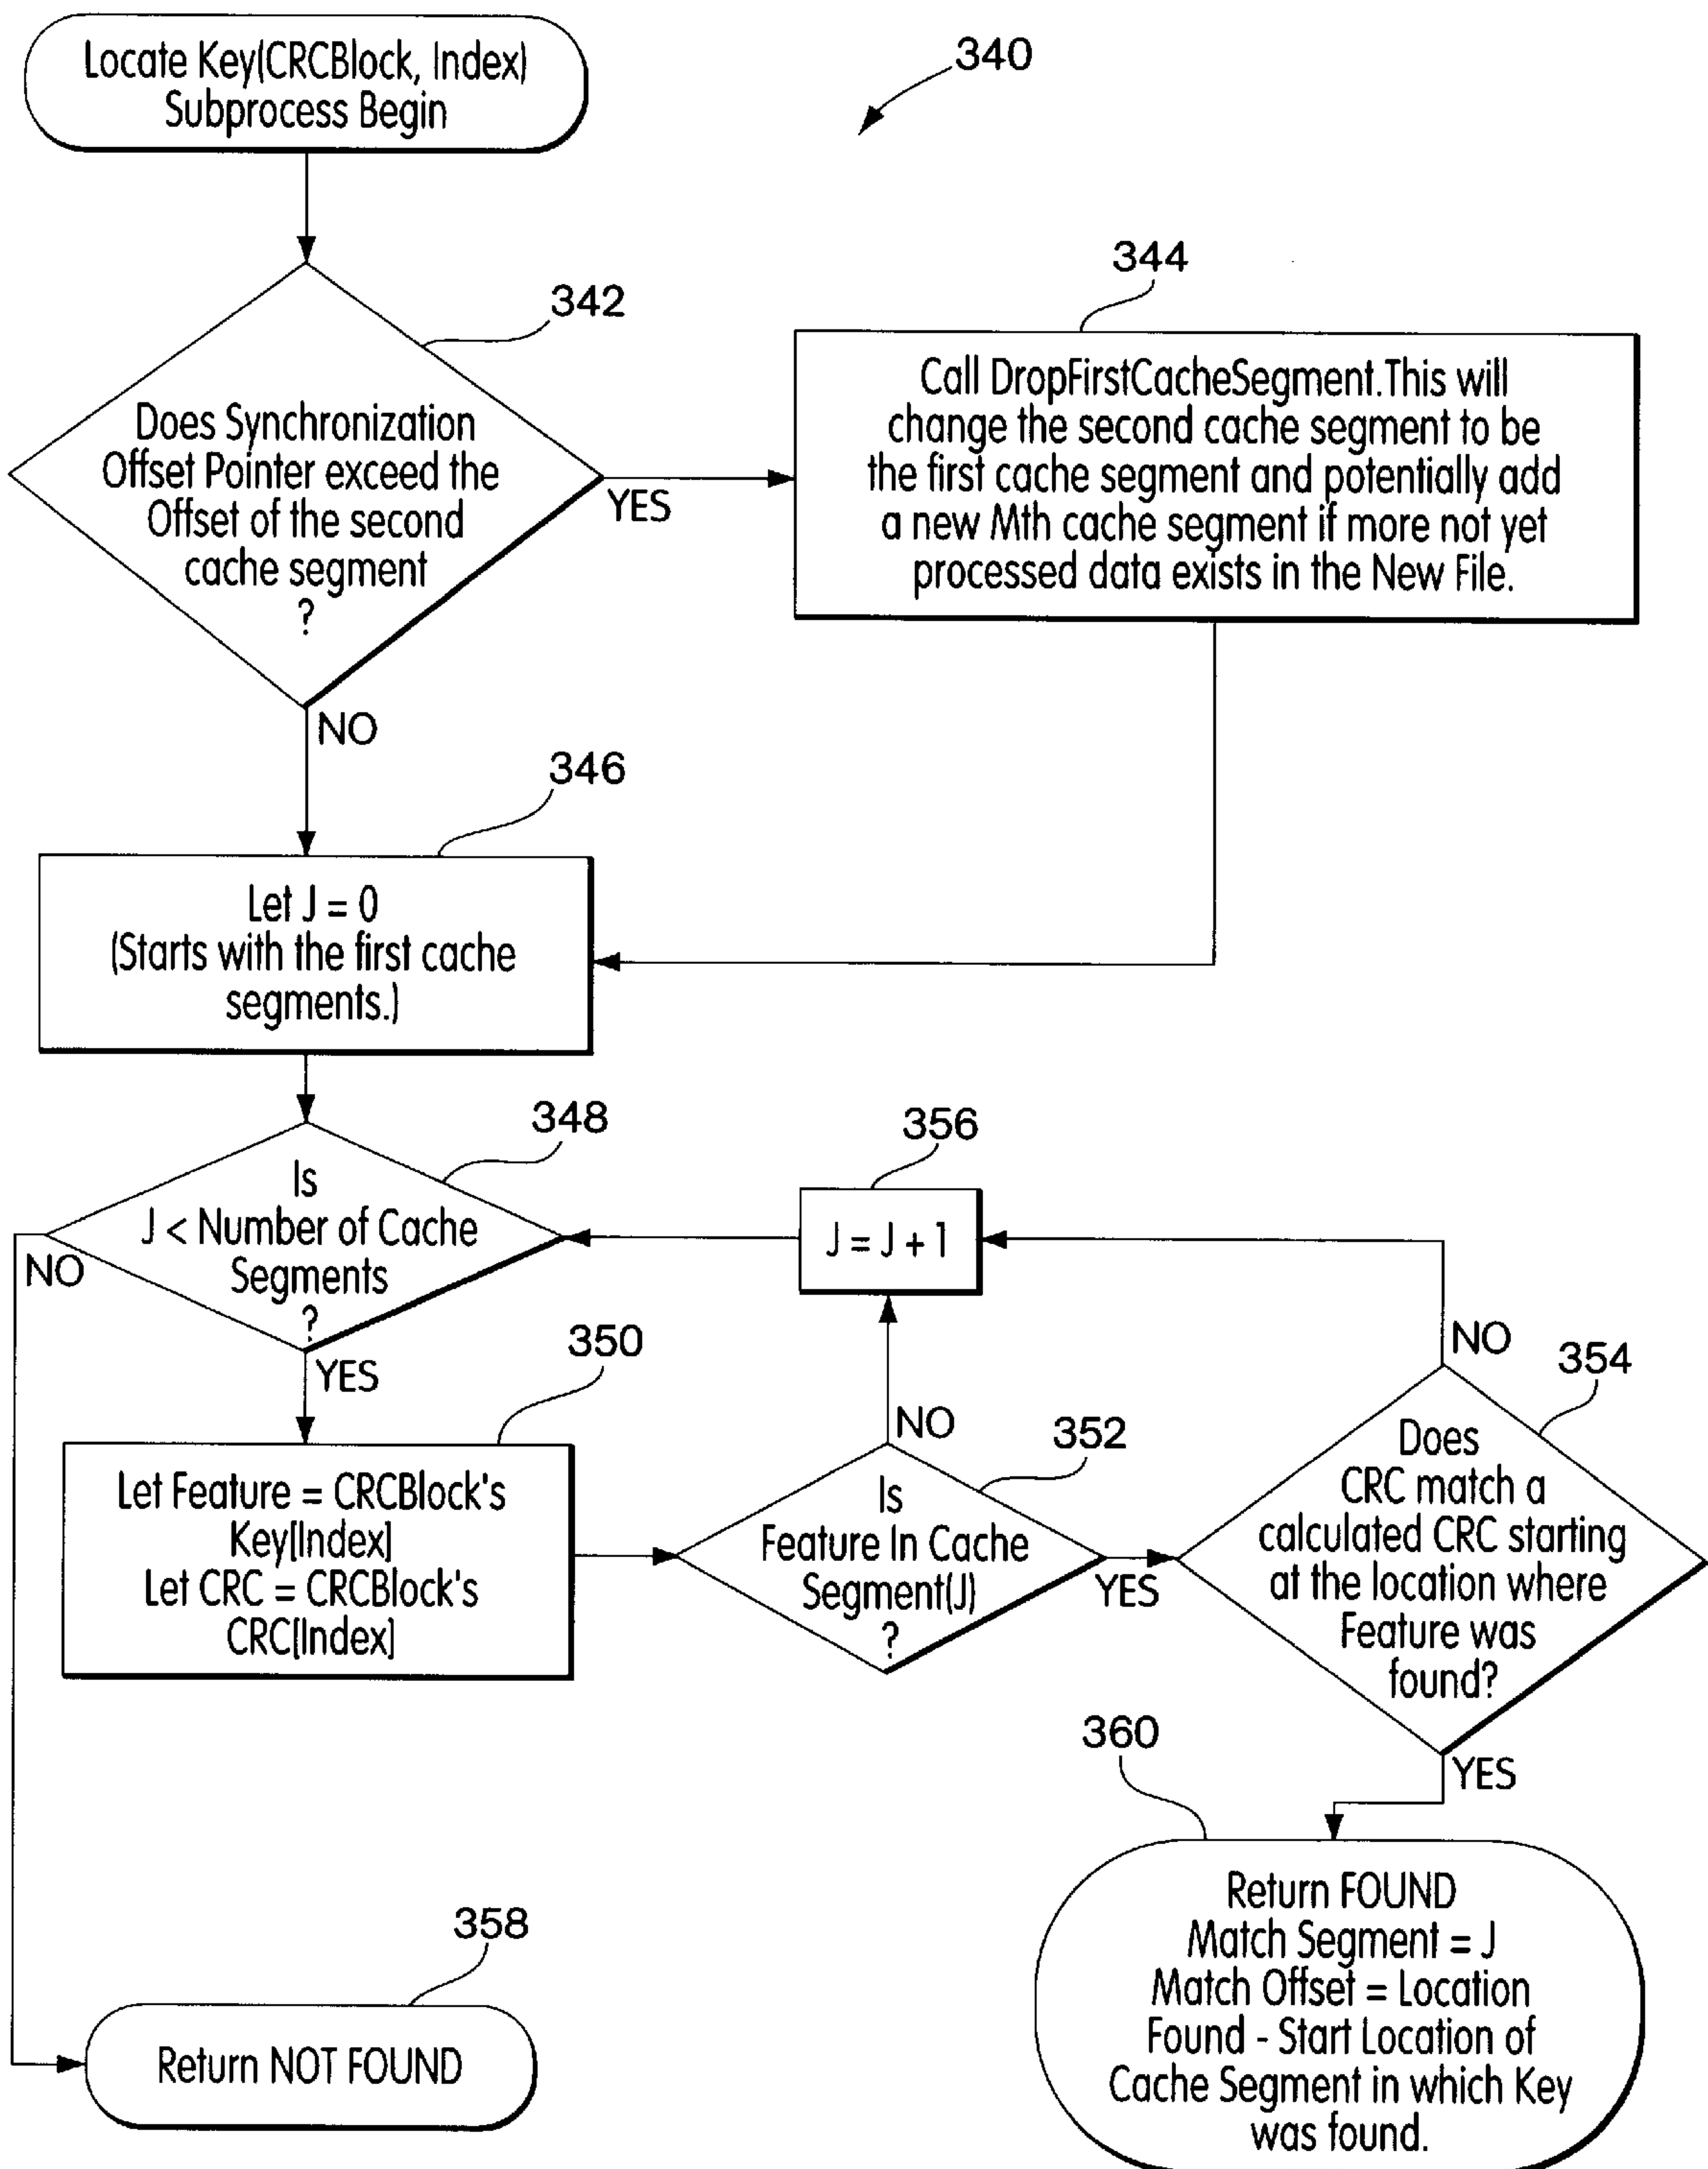 Locate Key(CRCBlock, Index)
Subprocess Begin
340
342
Does Synchronization
Offset Pointer exceed the
Offset of the second
cache segment
?
YES
NO
344
Call DropFirstCacheSegment.This will
change the second cache segment to be
the first cache segment and potentially add
a new Mth cache segment if more not yet
processed data exists in the New File.
346
Let J = 0
(Starts with the first cache
segments.)
348
Is
J < Number of Cache
Segments
?
NO
YES
356
J = J + 1
350
Let Feature = CRCBlock's
Key[Index]
Let CRC = CRCBlock's
CRC[Index]
NO
352
Is
Feature In Cache
Segment(J)
?
YES
NO
354
Does
CRC match a
calculated CRC starting
at the location where
Feature was
found?
YES
360
Return FOUND
Match Segment = J
Match Offset = Location
Found - Start Location of
Cache Segment in which Key
was found.
358
Return NOT FOUND